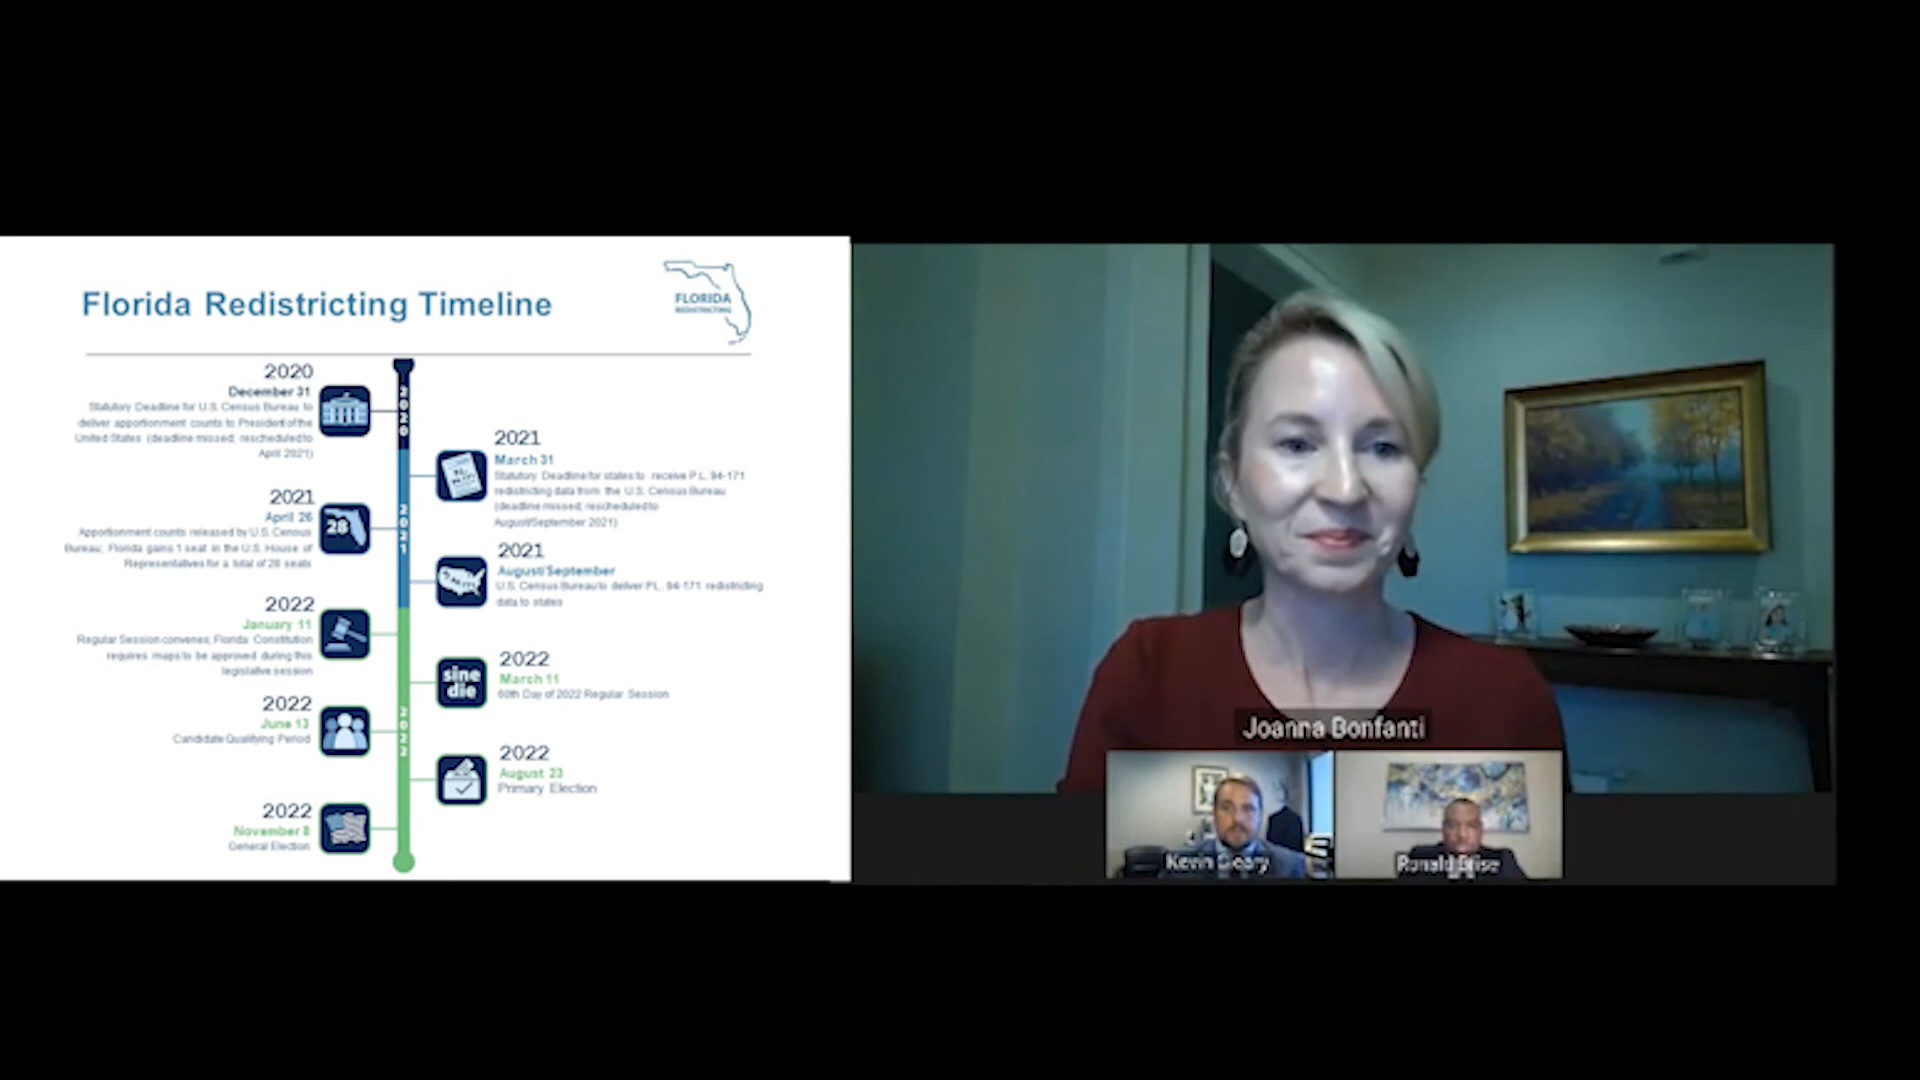 Florida Redistricting Timeline
FLORIDA
REDISTRICTING
2020
December 31
Statutory Deadline for U.S. Census Bureau to
deliver apportionment counts to President of the
United States (deadline missed; rescheduled to
April 2021)
2020
2021
March 31
Statutory Deadline for states to receive P.L. 94-171
redistricting data from the U.S. Census Bureau
(deadline missed; rescheduled to
August/September 2021)
2021
April 26
Apportionment counts released by U.S. Census
Bureau; Florida gains 1 seat in the U.S. House of
Representatives for a total of 28 seats
28
2021
2021
August/September
U.S. Census Bureau to deliver P.L. 94-171 redistricting
data to states
2022
January 11
Regular Session convenes; Florida Constitution
requires maps to be approved during this
legislative session
sine
die
2022
March 11
60th Day of 2022 Regular Session
2022
June 13
Candidate Qualifying Period
2022
2022
August 23
Primary Election
2022
November 8
General Election
Joanna Bonfanti
Kevin Cleary
Ronald Brise